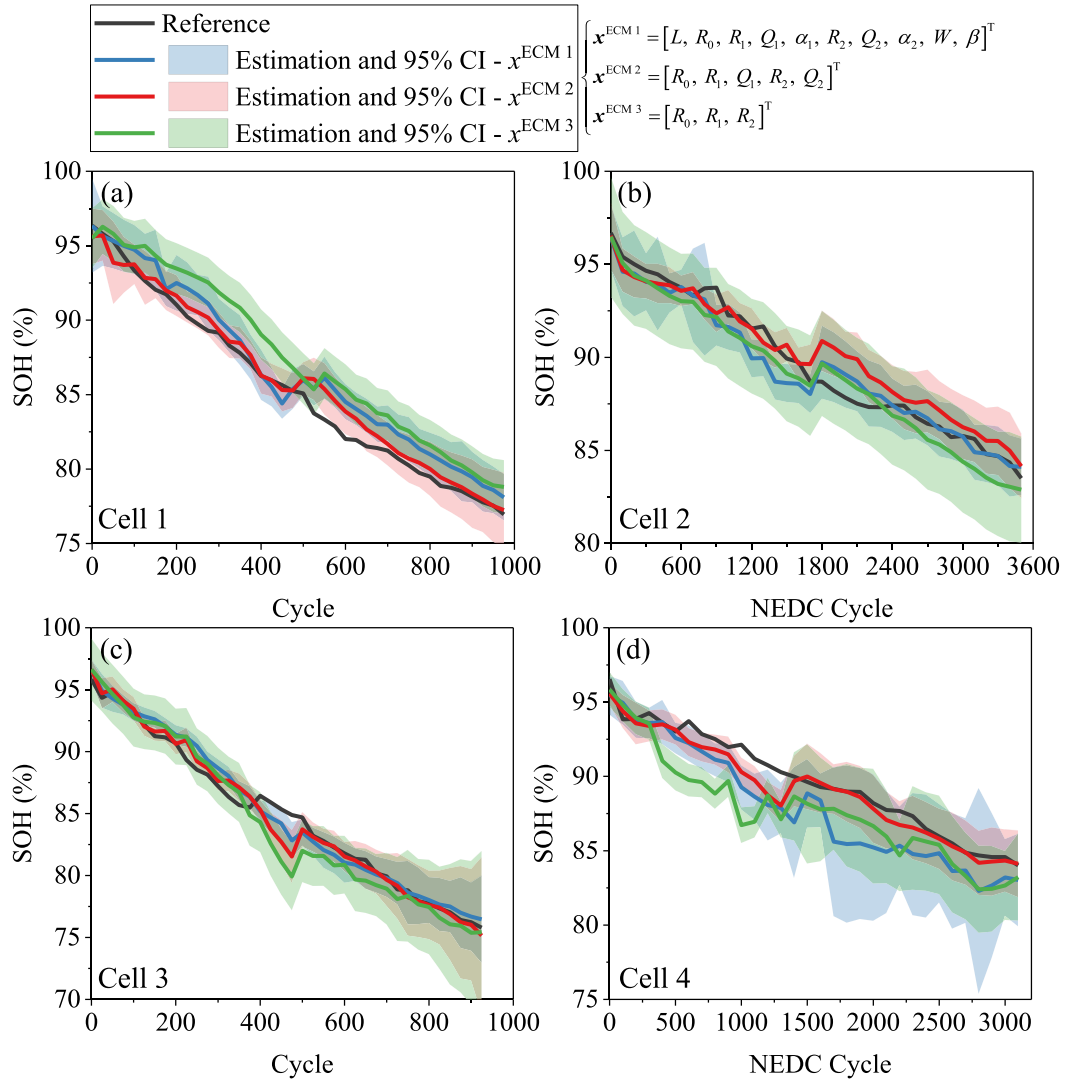 Reference
Estimation and 95% CI - x^ECM 1
Estimation and 95% CI - x^ECM 2
Estimation and 95% CI - x^ECM 3
x^ECM 1 = [L, R₀, R₁, Q₁, α₁, R₂, Q₂, α₂, W, β]^T
x^ECM 2 = [R₀, R₁, Q₁, R₂, Q₂]^T
x^ECM 3 = [R₀, R₁, R₂]^T
(a)
SOH (%)
100
95
90
85
80
75
Cell 1
0 200 400 600 800 1000
Cycle
(b)
SOH (%)
100
95
90
85
80
Cell 2
0 600 1200 1800 2400 3000 3600
NEDC Cycle
(c)
SOH (%)
100
95
90
85
80
75
70
Cell 3
0 200 400 600 800 1000
Cycle
(d)
SOH (%)
100
95
90
85
80
75
Cell 4
0 500 1000 1500 2000 2500 3000
NEDC Cycle